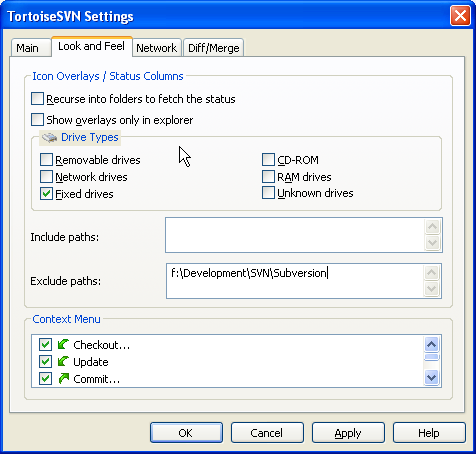 TortoiseSVN Settings
Main Look and Feel Network Diff/Merge
Icon Overlays / Status Columns
Recurse into folders to fetch the status
Show overlays only in explorer
Drive Types
Removable drives CD-ROM
Network drives RAM drives
Fixed drives Unknown drives
Include paths:
Exclude paths: f:\Development\SVN\Subversion
Context Menu
Checkout...
Update
Commit...
OK Cancel Apply Help